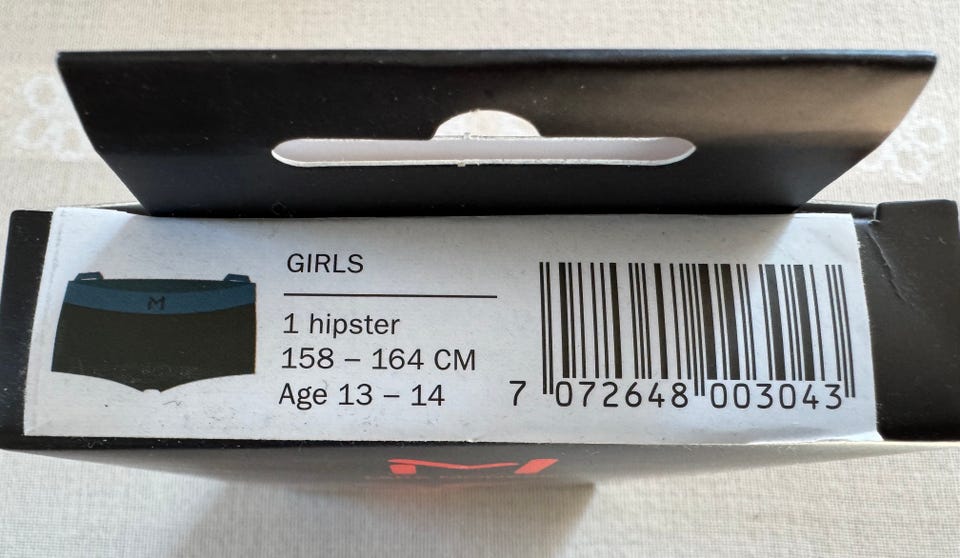 GIRLS
1 hipster
158 – 164 CM
Age 13 – 14
M
7 072648 003043
M